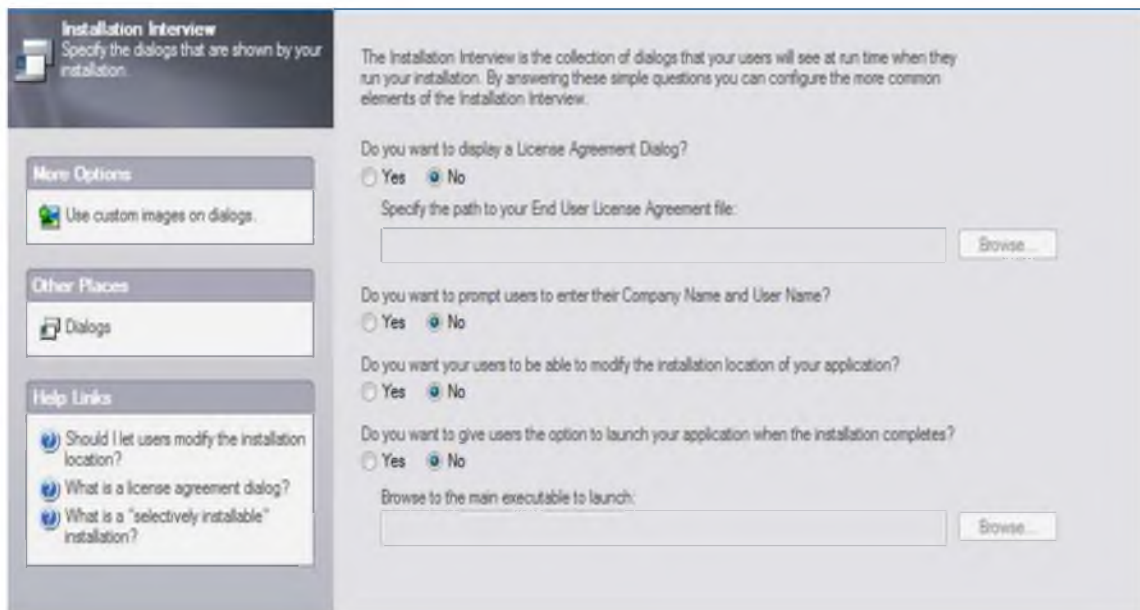 Installation Interview
Specify the dialogs that are shown by your
installation.
More Options
Use custom images on dialogs.
Other Places
Dialogs
Help Links
Should I let users modify the installation
location?
What is a license agreement dialog?
What is a "selectively installable"
installation?
The Installation Interview is the collection of dialogs that your users will see at run time when they
run your installation. By answering these simple questions you can configure the more common
elements of the Installation Interview.
Do you want to display a License Agreement Dialog?
Yes No
Specify the path to your End User License Agreement file:
Browse...
Do you want to prompt users to enter their Company Name and User Name?
Yes No
Do you want your users to be able to modify the installation location of your application?
Yes No
Do you want to give users the option to launch your application when the installation completes?
Yes No
Browse to the main executable to launch:
Browse...